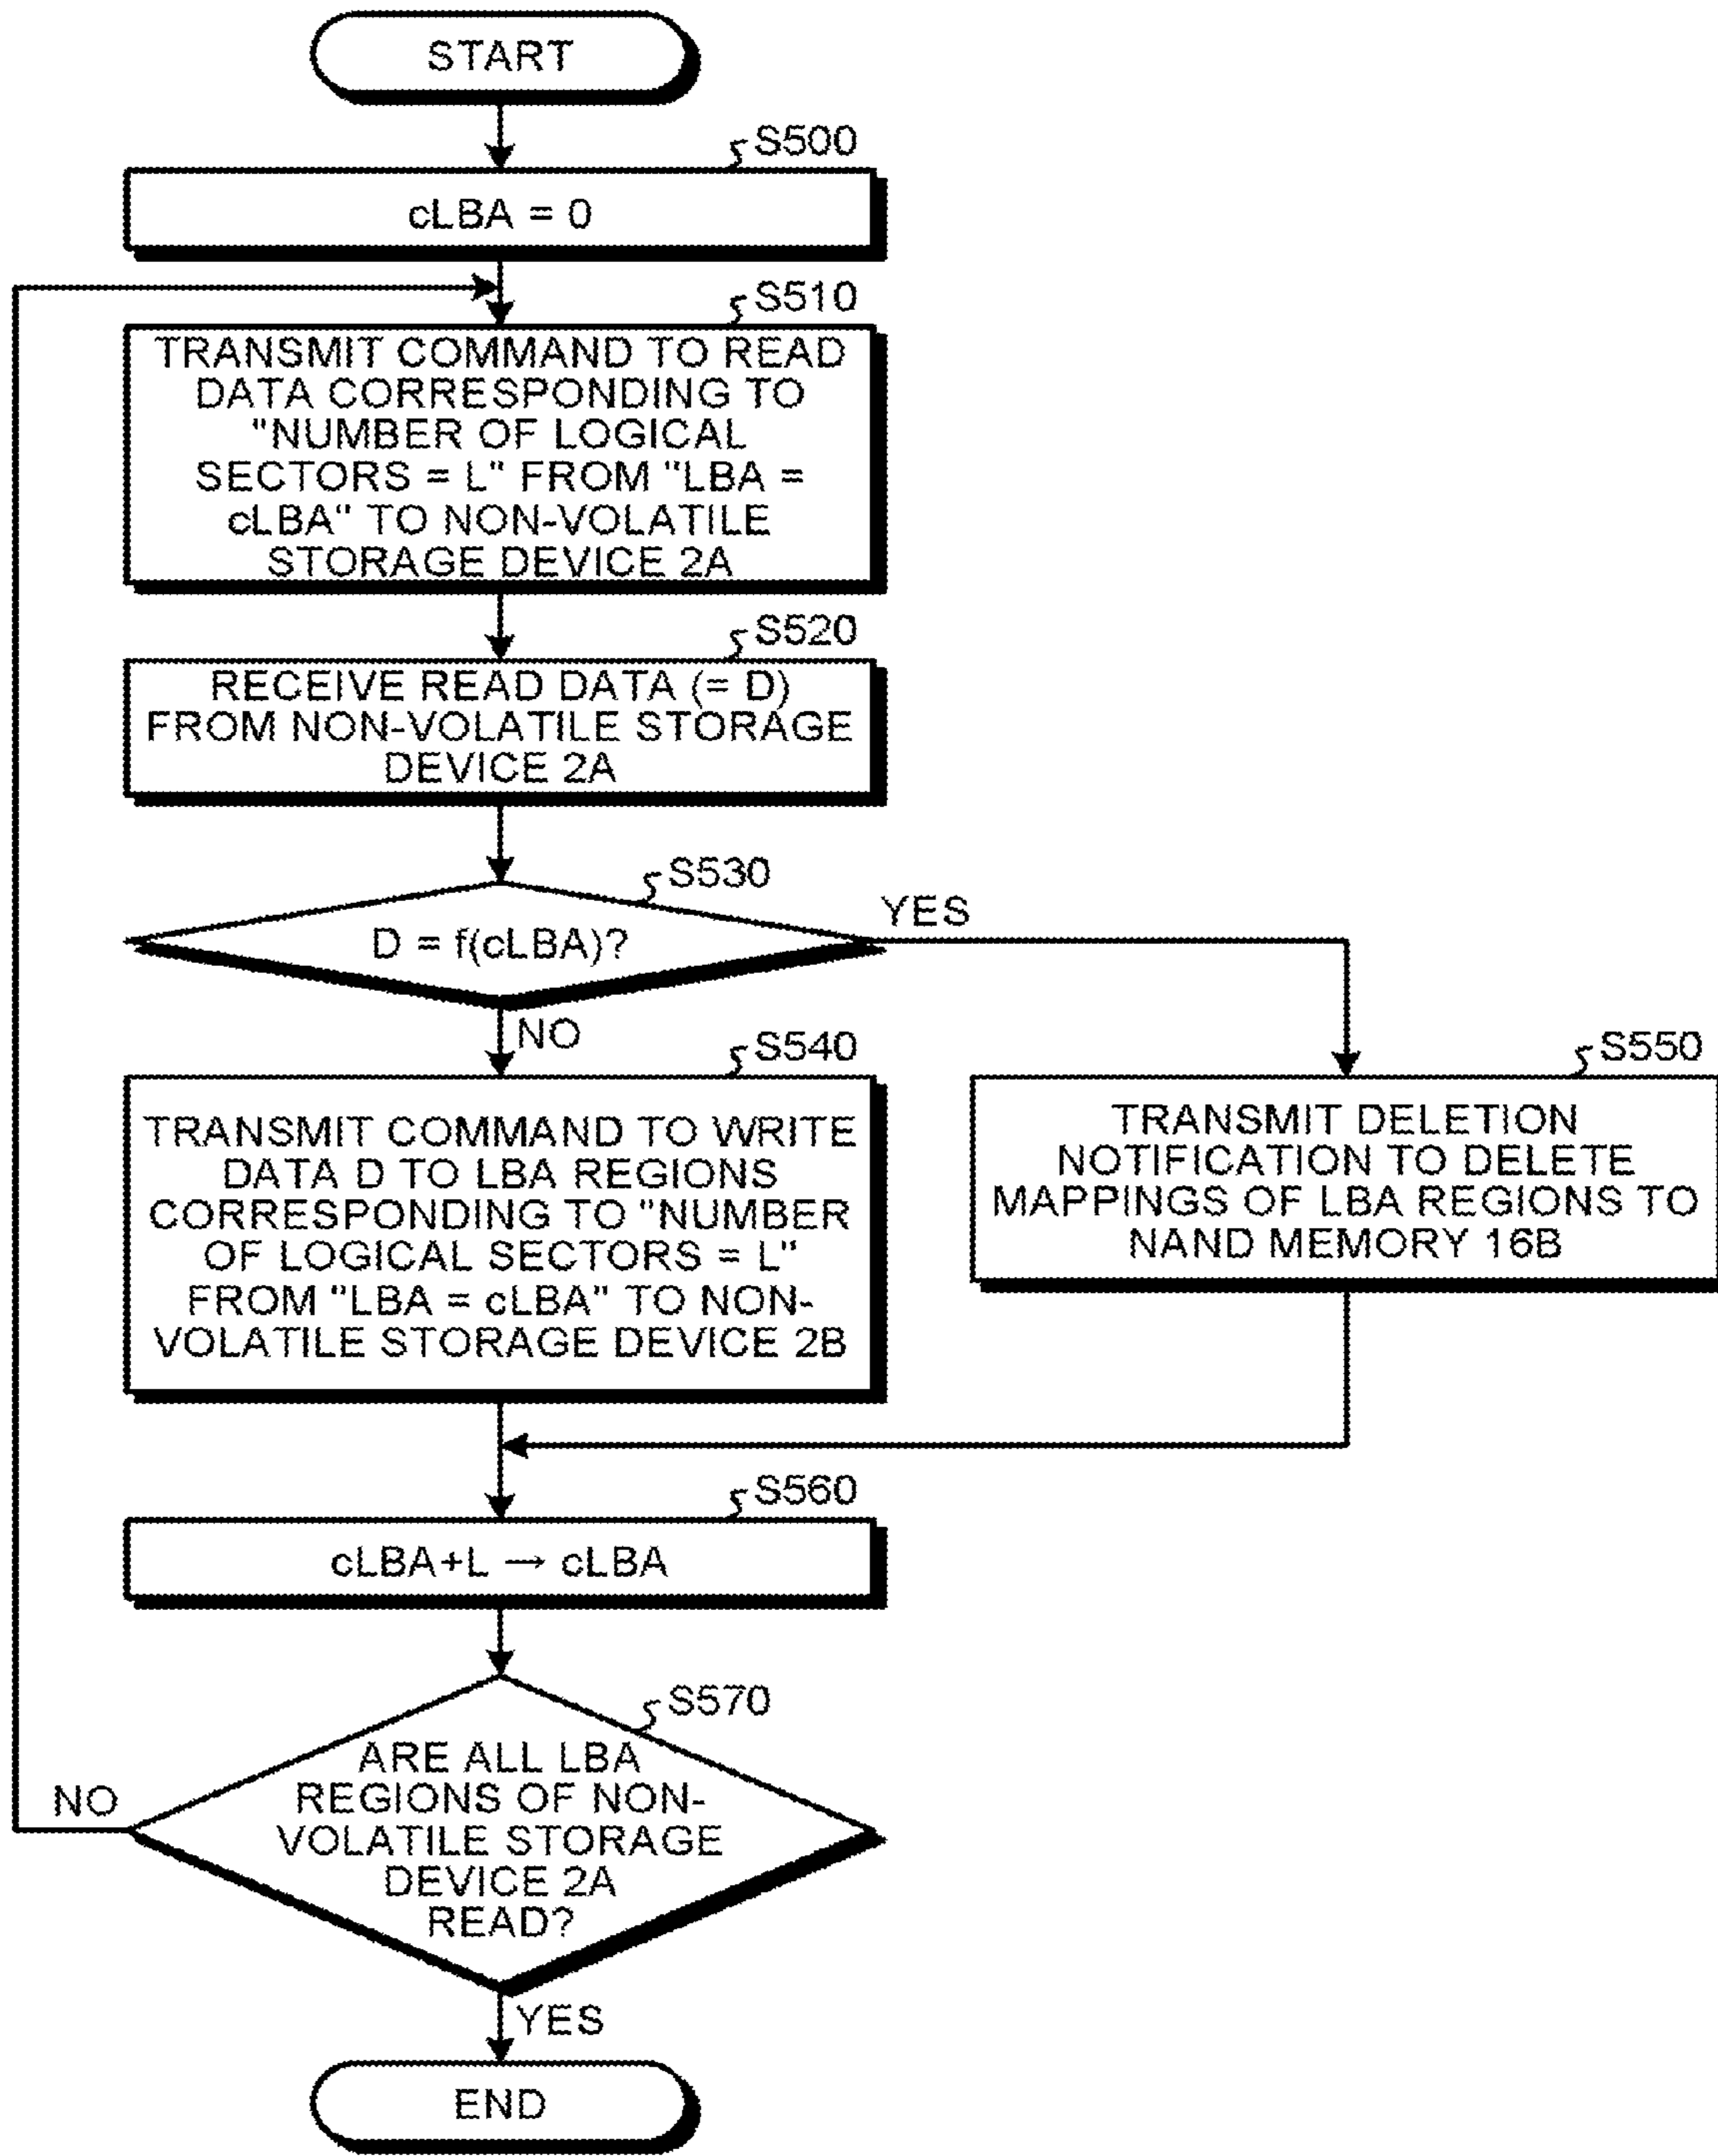 START
S500
cLBA = 0
S510
TRANSMIT COMMAND TO READ
DATA CORRESPONDING TO
"NUMBER OF LOGICAL
SECTORS = L" FROM "LBA =
cLBA" TO NON-VOLATILE
STORAGE DEVICE 2A
S520
RECEIVE READ DATA (= D)
FROM NON-VOLATILE STORAGE
DEVICE 2A
S530
D = f(cLBA)?
YES
NO
S540
TRANSMIT COMMAND TO WRITE
DATA D TO LBA REGIONS
CORRESPONDING TO "NUMBER
OF LOGICAL SECTORS = L"
FROM "LBA = cLBA" TO NON-
VOLATILE STORAGE DEVICE 2B
S550
TRANSMIT DELETION
NOTIFICATION TO DELETE
MAPPINGS OF LBA REGIONS TO
NAND MEMORY 16B
S560
cLBA+L → cLBA
S570
ARE ALL LBA
REGIONS OF NON-
VOLATILE STORAGE
DEVICE 2A
READ?
NO
YES
END